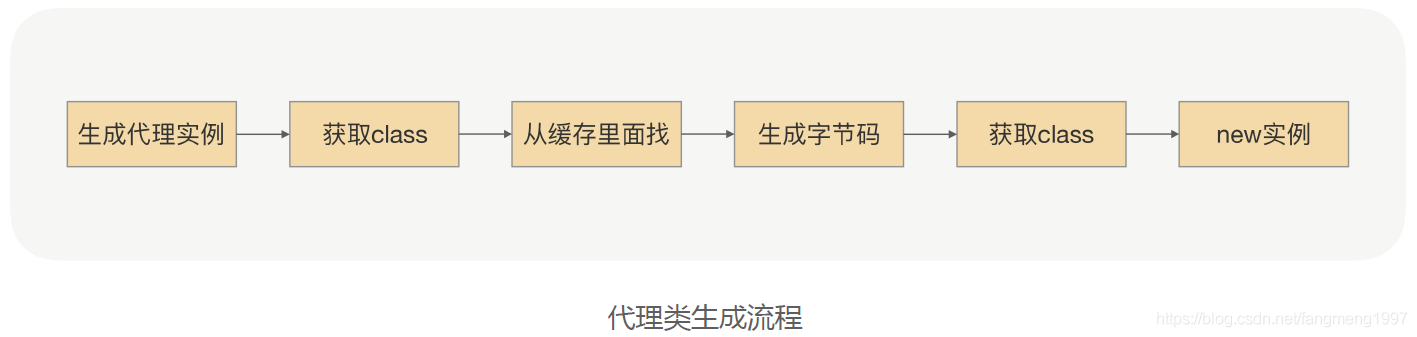 生成代理实例
获取class
从缓存里面找
生成字节码
获取class
new实例
代理类生成流程
https://blog.csdn.net/fangmeng1997